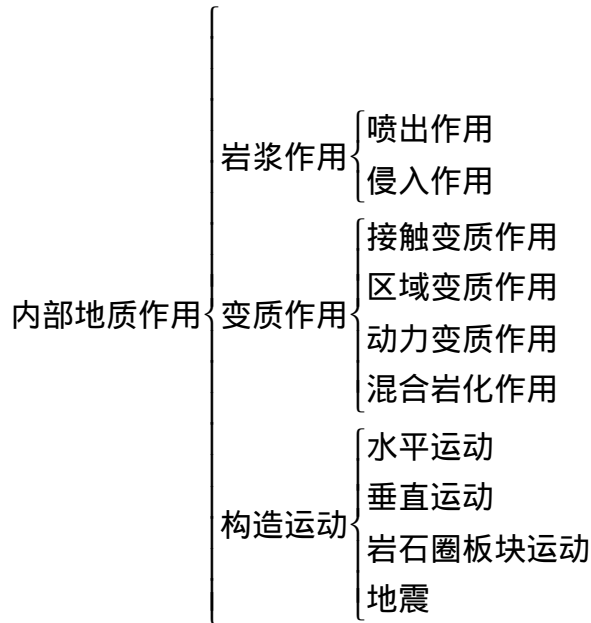 内部地质作用
岩浆作用
喷出作用
侵入作用
变质作用
接触变质作用
区域变质作用
动力变质作用
混合岩化作用
构造运动
水平运动
垂直运动
岩石圈板块运动
地震